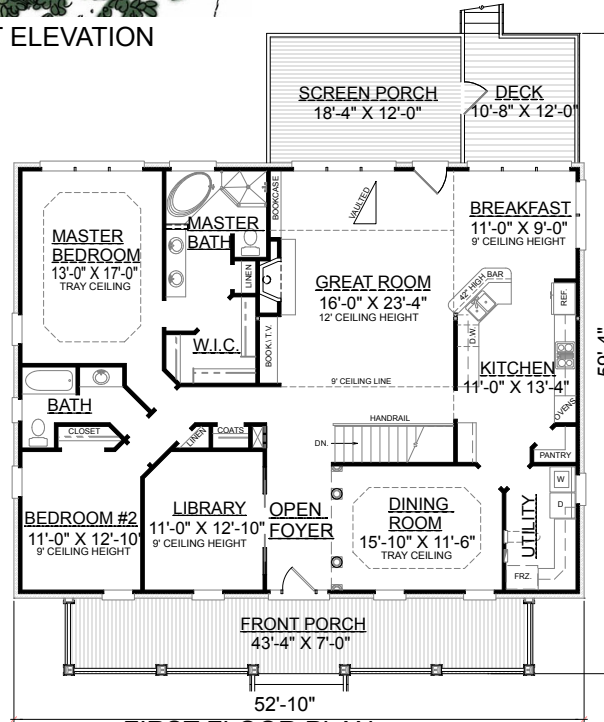 T ELEVATION
SCREEN PORCH
18'-4" X 12'-0"
DECK
10'-8" X 12'-0"
BOOKCASE
VAULTED
MASTER
BATH
MASTER
BEDROOM
13'-0" X 17'-0"
TRAY CEILING
BREAKFAST
11'-0" X 9'-0"
9' CEILING HEIGHT
LINEN
GREAT ROOM
16'-0" X 23'-4"
12' CEILING HEIGHT
42" HIGH BAR
REF.
D.W.
W.I.C.
BOOK\T.V.
KITCHEN
11'-0" X 13'-4"
9' CEILING LINE
OVENS
BATH
CLOSET
LINEN
COATS
HANDRAIL
DN.
PANTRY
BEDROOM #2
11'-0" X 12'-10"
9' CEILING HEIGHT
LIBRARY
11'-0" X 12'-10"
9' CEILING HEIGHT
OPEN
FOYER
DINING
ROOM
15'-10" X 11'-6"
TRAY CEILING
UTILITY
W
D
FRZ.
FRONT PORCH
43'-4" X 7'-0"
52'-10"
FIRST FLOOR PLAN